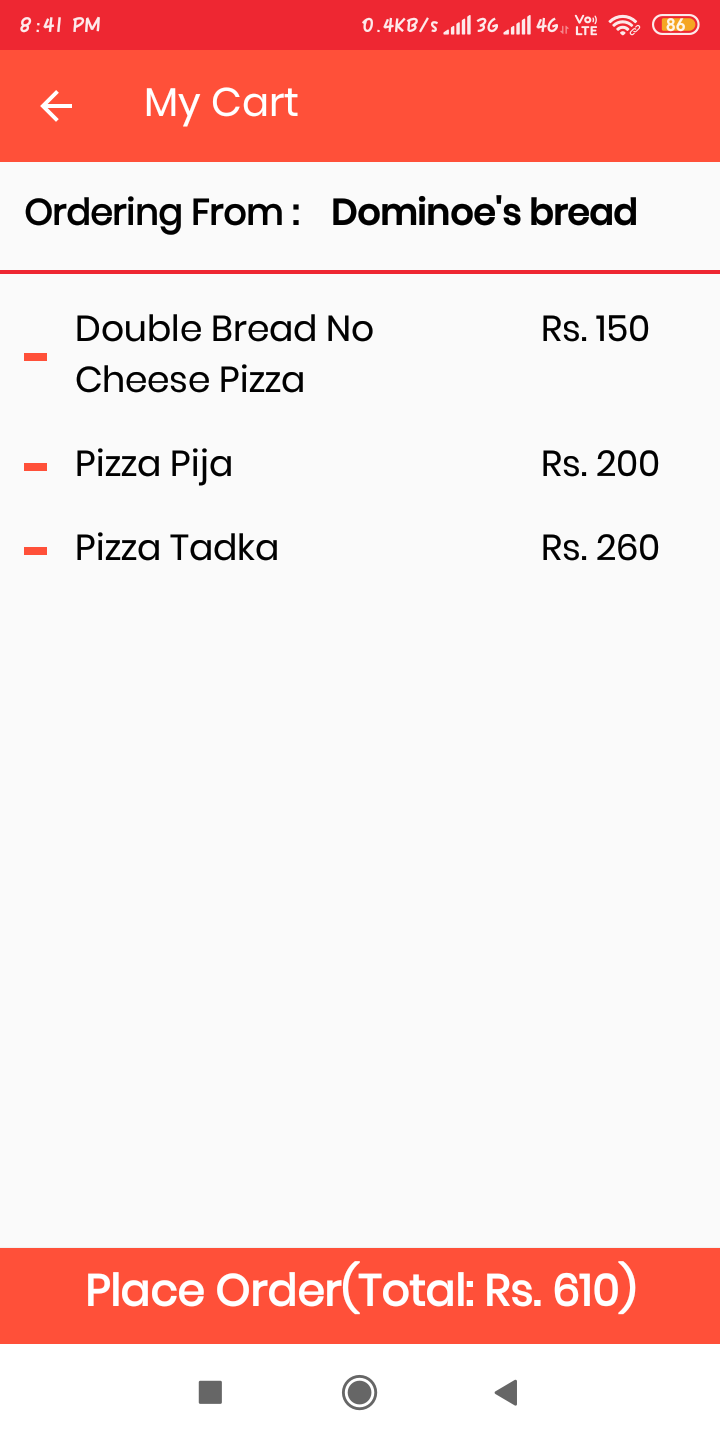 8:41 PM 0.4KB/s 3G 4G Vo) LTE 86
My Cart
Ordering From : Dominoe's bread
Double Bread No Rs. 150
Cheese Pizza
Pizza Pija Rs. 200
Pizza Tadka Rs. 260
Place Order(Total: Rs. 610)